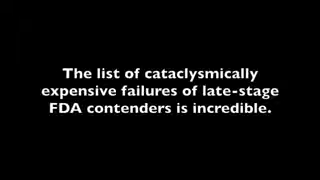 The list of cataclysmically
expensive failures of late-stage
FDA contenders is incredible.